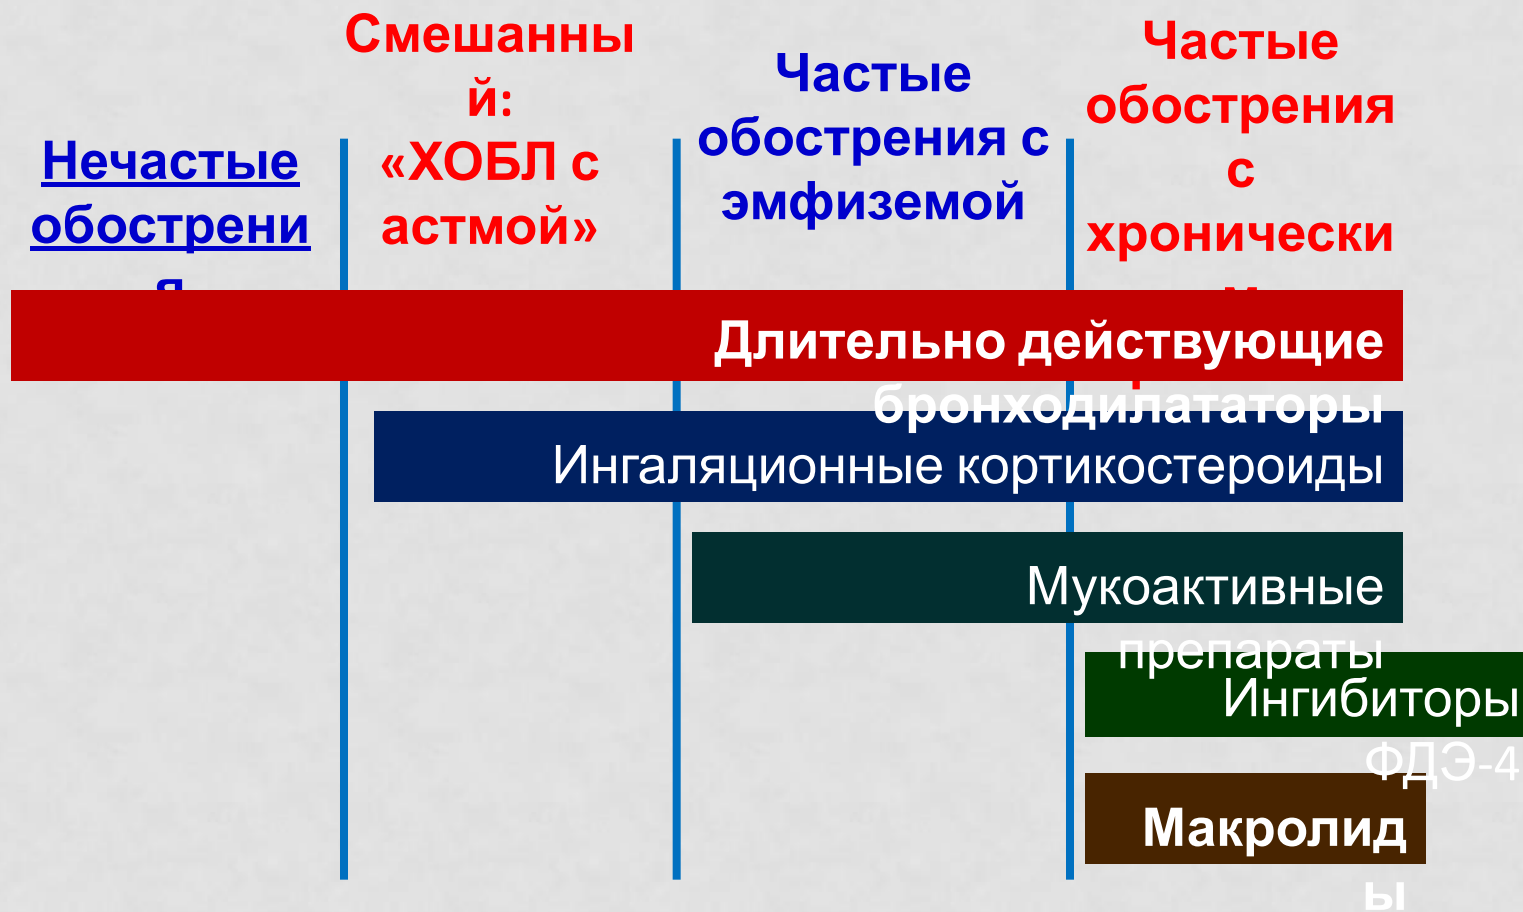 Нечастые
обострени
я
Смешанны
й:
«ХОБЛ с
астмой»
Частые
обострения с
эмфиземой
Частые
обострения
с
хронически
м
Длительно действующие
бронходилататоры
Ингаляционные кортикостероиды
Мукоактивные
препараты
Ингибиторы
ФДЭ-4
Макролид
ы